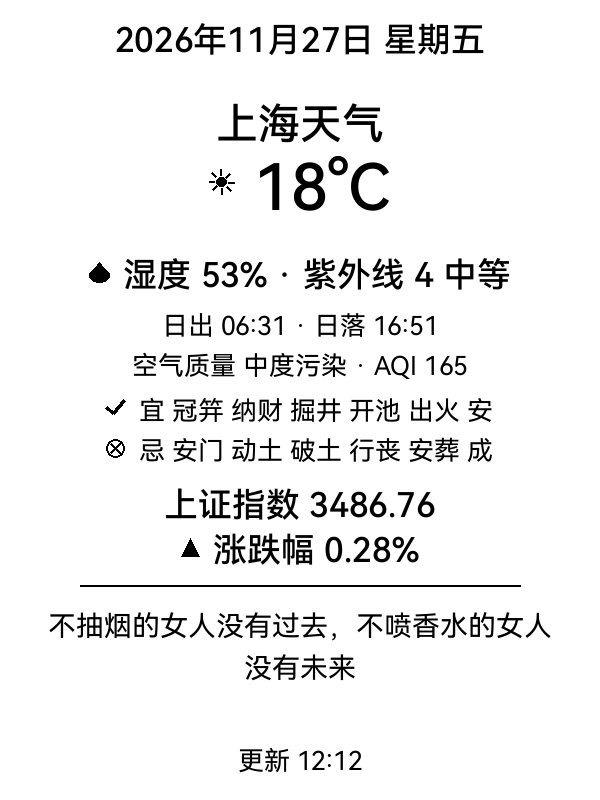 2026年11月27日 星期五
上海天气
18°C
湿度 53% · 紫外线 4 中等
日出 06:31 · 日落 16:51
空气质量 中度污染 · AQI 165
宜 冠笄 纳财 掘井 开池 出火 安
忌 安门 动土 破土 行丧 安葬 成
上证指数 3486.76
涨跌幅 0.28%
不抽烟的女人没有过去，不喷香水的女人
没有未来
更新 12:12